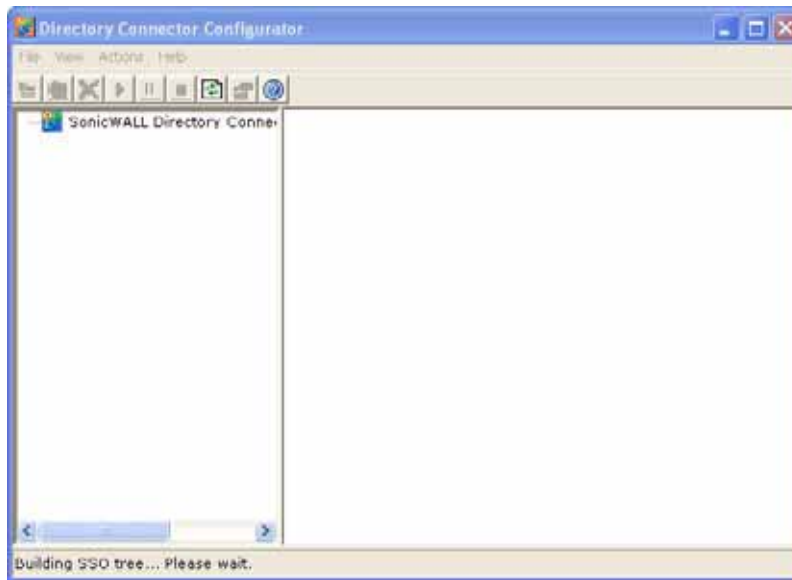 Directory Connector Configurator
File View Actions Help
SonicWALL Directory Conne
Building SSO tree... Please wait.